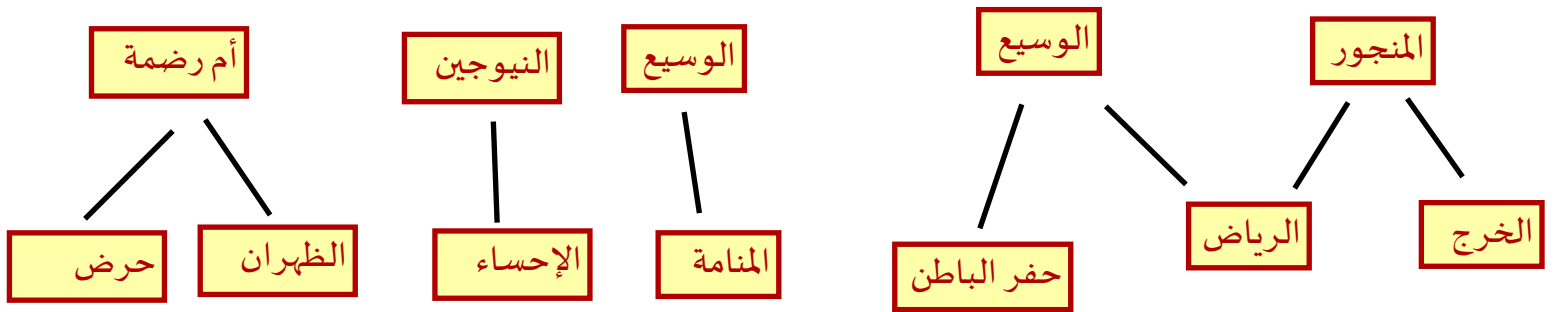 المنجور
الوسيع
الوسيع
النيوجين
أم رضمة
الخرج
الرياض
حفر الباطن
المنامة
الإحساء
الظهران
حرض